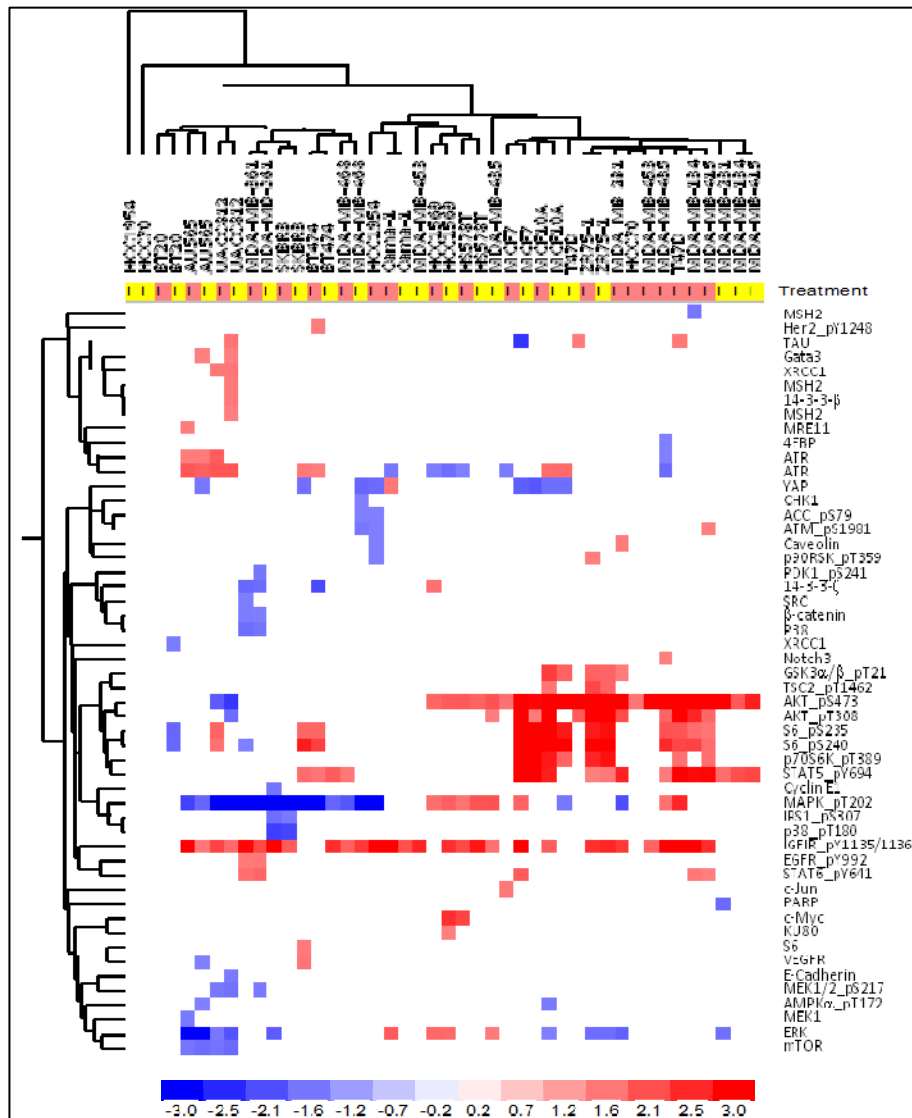 HCC1954
HCC70
BT20
BT20
AU565
AU565
UACC812
UACC812
MDA-MB-361
MDA-MB-361
SKBR3
SKBR3
BT474
BT474
MDA-MB-468
MDA-MB-468
HCC1954
Cama-1
Cama-1
MDA-MB-453
HCC1569
HCC1569
HS578T
HS578T
MDA-MB-435
MCF7
MCF7
MCF10A
MCF10A
T47D
ZR75-1
ZR75-1
MDA-MB-231
HCC70
MDA-MB-453
MDA-MB-435
T47D
MDA-MB-134
MDA-MB-415
MDA-MB-231
MDA-MB-134
MDA-MB-415
Treatment
MSH2
Her2_pY1248
TAU
Gata3
XRCC1
MSH2
14-3-3-β
MSH2
MRE11
4EBP
ATR
ATR
YAP
CHK1
ACC_pS79
ATM_pS1981
Caveolin
p90RSK_pT359
PDK1_pS241
14-3-3-ζ
SRC
β-catenin
P38
XRCC1
Notch3
GSK3α/β_pT21
TSC2_pT1462
AKT_pS473
AKT_pT308
S6_pS235
S6_pS240
p70S6K_pT389
STAT5_pY694
Cyclin E1
MAPK_pT202
IRS1_pS307
p38_pT180
IGFIR_pY1135/1136
EGFR_pY992
STAT6_pY641
c-Jun
PARP
c-Myc
KU80
S6
VEGFR
E-Cadherin
MEK1/2_pS217
AMPKα_pT172
MEK1
ERK
mTOR
-3.0 -2.5 -2.1 -1.6 -1.2 -0.7 -0.2 0.2 0.7 1.2 1.6 2.1 2.5 3.0